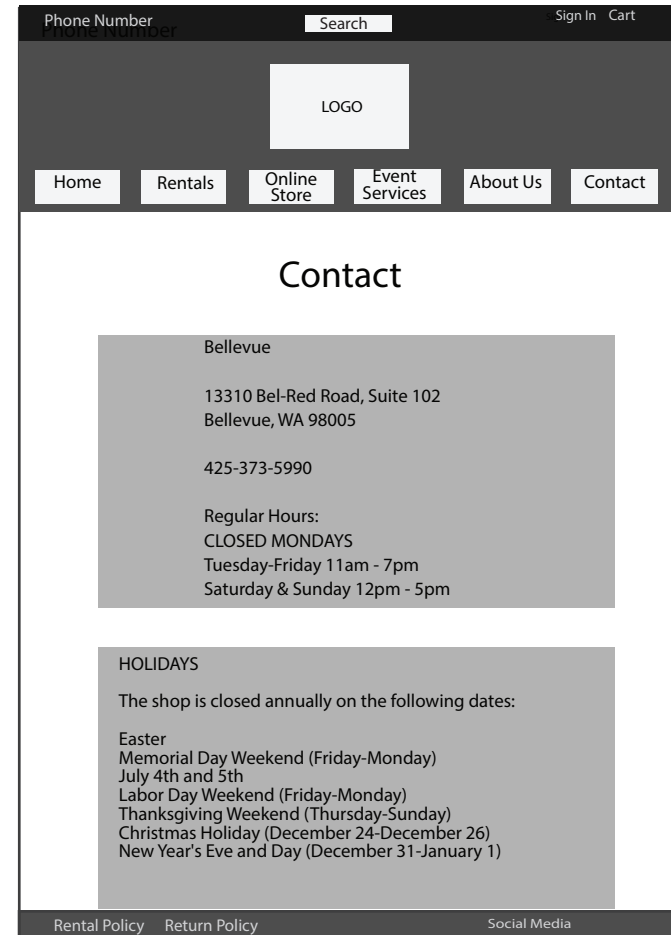 Phone Number
Search
Sign In Cart
Phone Number
LOGO
Home
Rentals
Online
Store
Event
Services
About Us
Contact
Contact
Bellevue
13310 Bel-Red Road, Suite 102
Bellevue, WA 98005
425-373-5990
Regular Hours:
CLOSED MONDAYS
Tuesday-Friday 11am - 7pm
Saturday & Sunday 12pm - 5pm
HOLIDAYS
The shop is closed annually on the following dates:
Easter
Memorial Day Weekend (Friday-Monday)
July 4th and 5th
Labor Day Weekend (Friday-Monday)
Thanksgiving Weekend (Thursday-Sunday)
Christmas Holiday (December 24-December 26)
New Year's Eve and Day (December 31-January 1)
Rental Policy Return Policy
Social Media